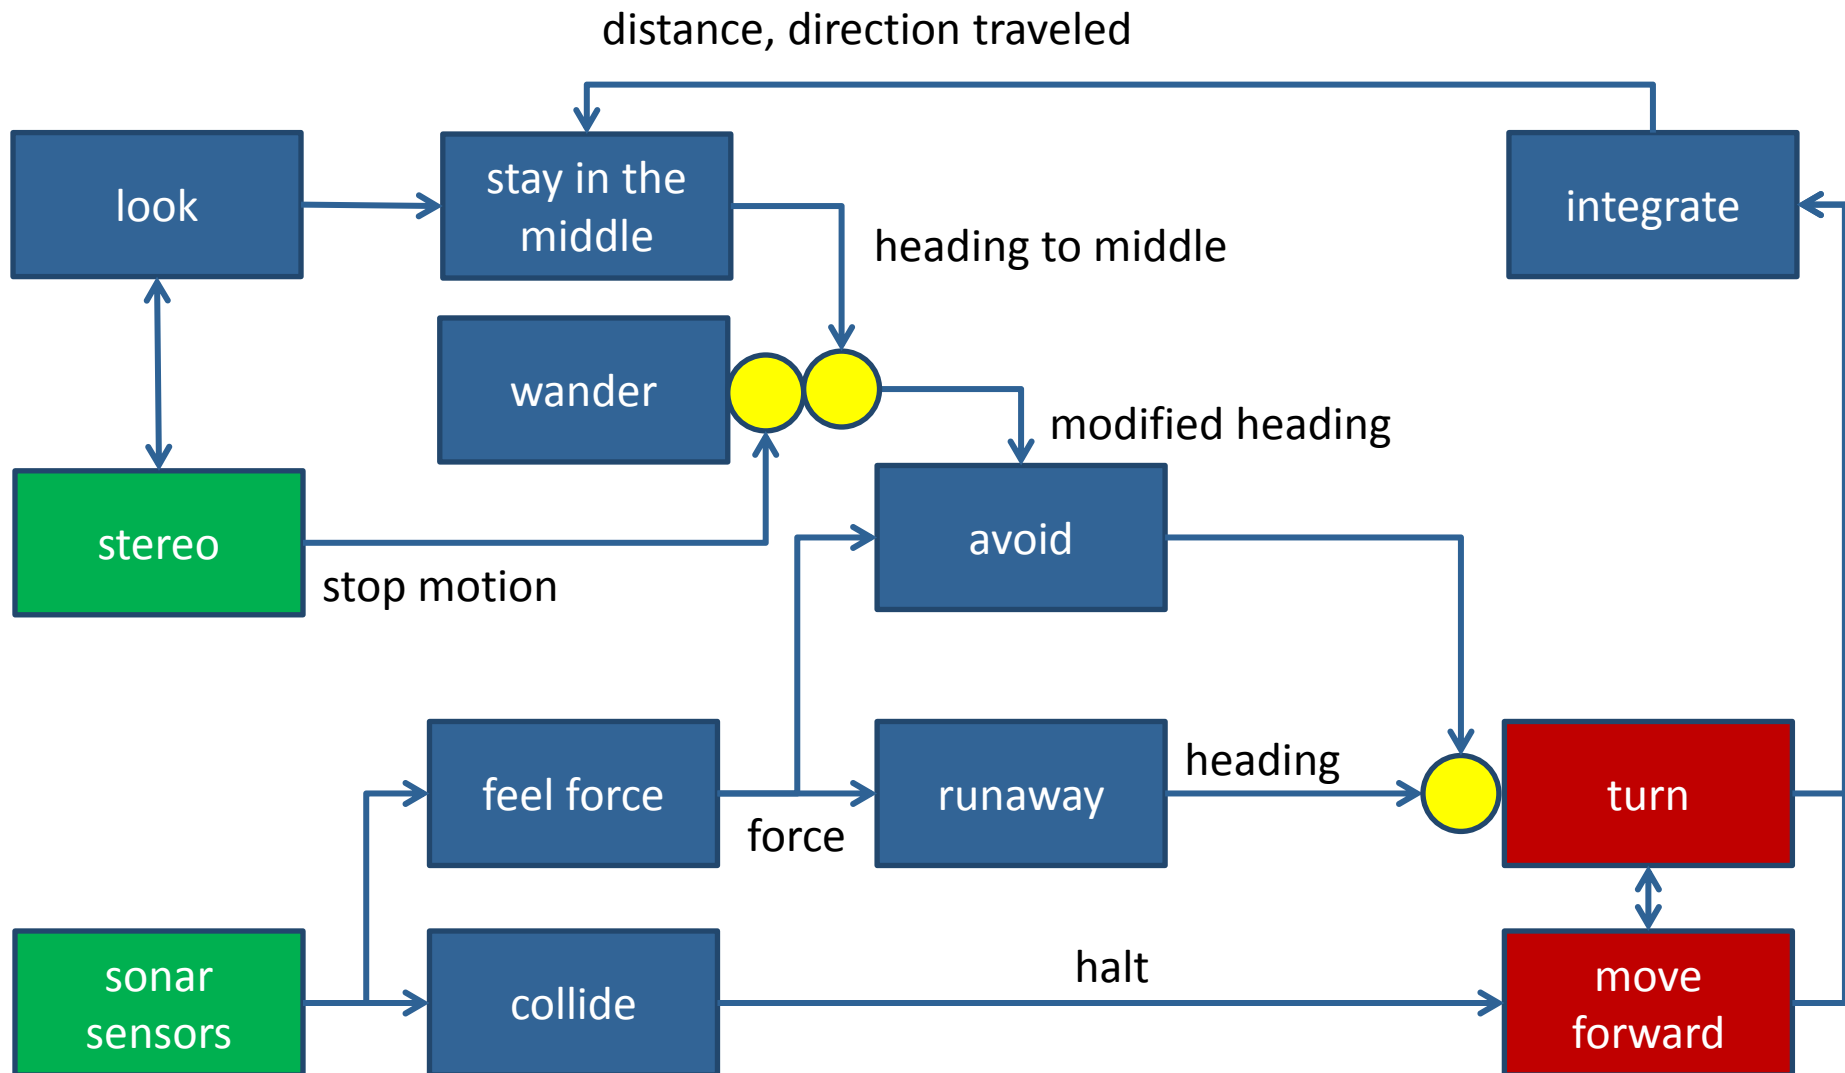 distance, direction traveled
look
stay in the
middle
integrate
heading to middle
wander
modified heading
stereo
avoid
stop motion
feel force
runaway
heading
turn
force
sonar
sensors
collide
halt
move
forward